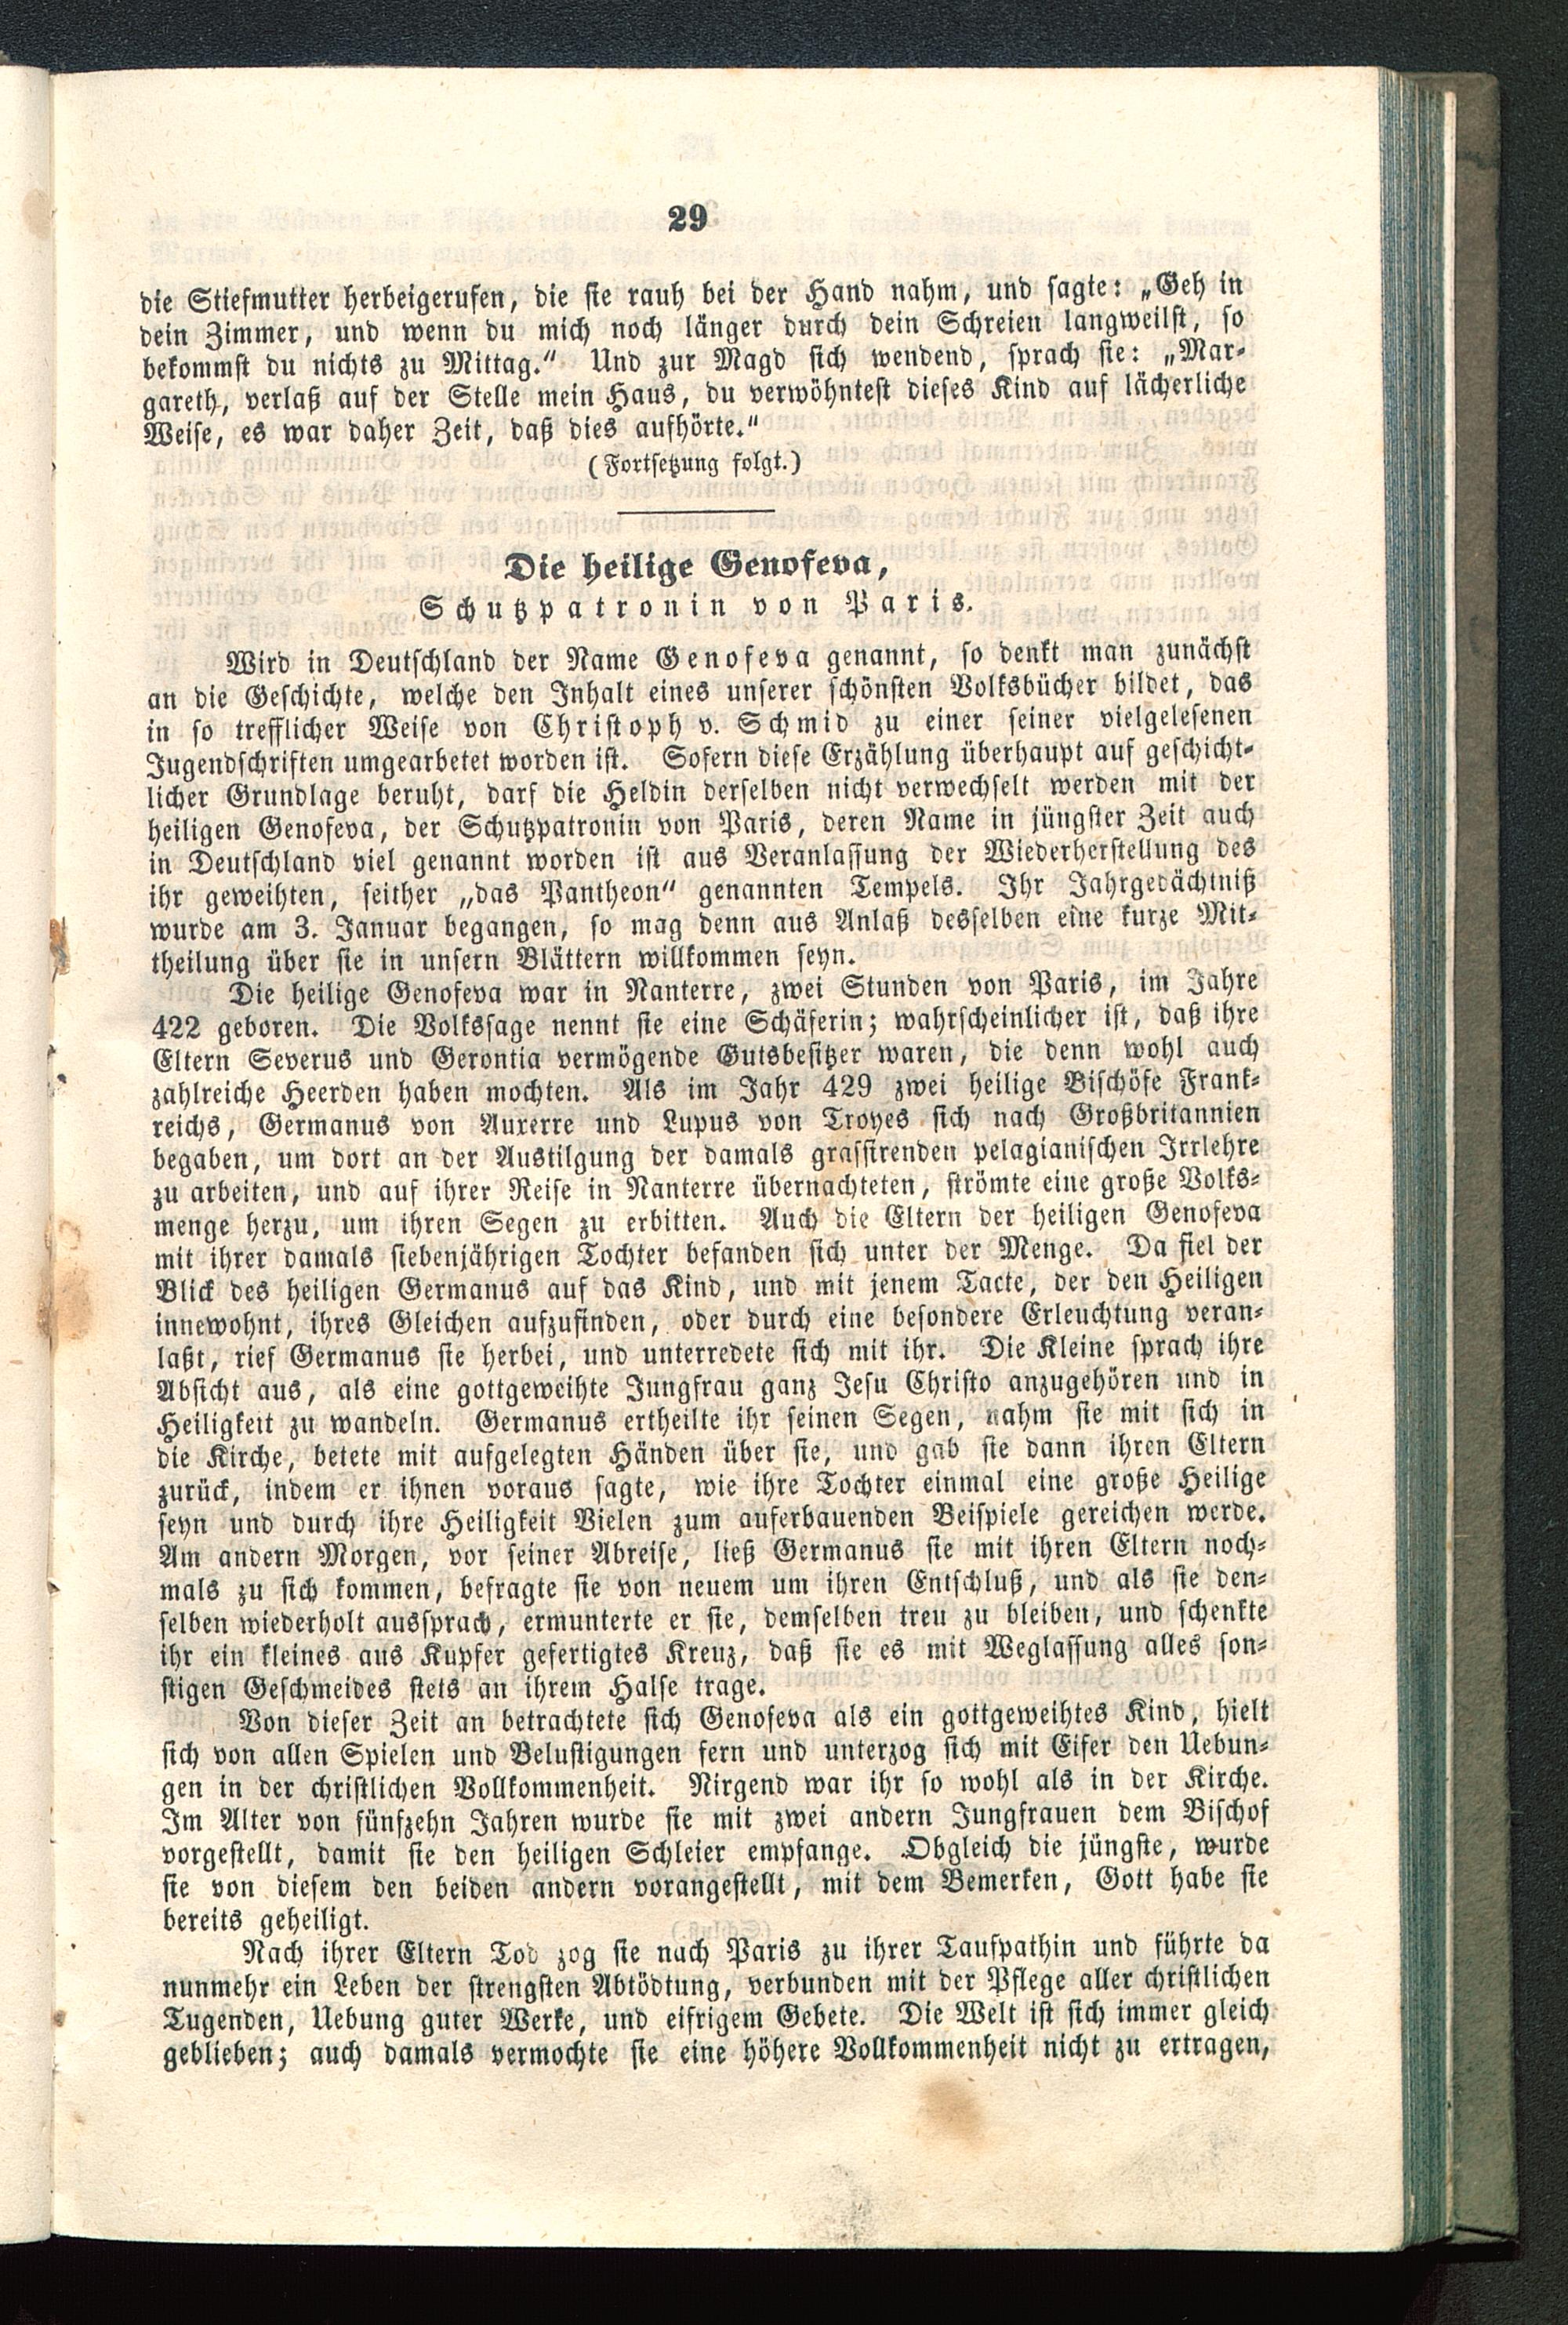 29
die Stiefmutter herbeigerufen, die sie rauh bei der Hand nahm, und sagte: „Geh in
dein Zimmer, und wenn du mich noch länger durch dein Schreien langweilst, so
bekommst du nichts zu Mittag.“ Und zur Magd sich wendend, sprach sie: „Mar-
gareth, verlaß auf der Stelle mein Haus, du verwöhntest dieses Kind auf lächerliche
Weise, es war daher Zeit, daß dies aufhörte.“
(Fortsetzung folgt.)
Die heilige Genofeva,
Schutzpatronin von Paris.
Wird in Deutschland der Name Genofeva genannt, so denkt man zunächst
an die Geschichte, welche den Inhalt eines unserer schönsten Volksbücher bildet, das
in so trefflicher Weise von Christoph v. Schmid zu einer seiner vielgelesenen
Jugendschriften umgearbetet worden ist. Sofern diese Erzählung überhaupt auf geschicht-
licher Grundlage beruht, darf die Heldin derselben nicht verwechselt werden mit der
heiligen Genofeva, der Schutzpatronin von Paris, deren Name in jüngster Zeit auch
in Deutschland viel genannt worden ist aus Veranlassung der Wiederherstellung des
ihr geweihten, seither „das Pantheon“ genannten Tempels. Ihr Jahrgedächtniß
wurde am 3. Januar begangen, so mag denn aus Anlaß desselben eine kurze Mit-
theilung über sie in unsern Blättern willkommen seyn.
Die heilige Genofeva war in Nanterre, zwei Stunden von Paris, im Jahre
422 geboren. Die Volkssage nennt sie eine Schäferin; wahrscheinlicher ist, daß ihre
Eltern Severus und Gerontia vermögende Gutsbesitzer waren, die denn wohl auch
zahlreiche Heerden haben mochten. Als im Jahr 429 zwei heilige Bischöfe Frank-
reichs, Germanus von Auxerre und Lupus von Troyes sich nach Großbritannien
begaben, um dort an der Austilgung der damals grassirenden pelagianischen Irrlehre
zu arbeiten, und auf ihrer Reise in Nanterre übernachteten, strömte eine große Volks-
menge herzu, um ihren Segen zu erbitten. Auch die Eltern der heiligen Genofeva
mit ihrer damals siebenjährigen Tochter befanden sich unter der Menge. Da fiel der
Blick des heiligen Germanus auf das Kind, und mit jenem Tacte, der den Heiligen
innewohnt, ihres Gleichen aufzufinden, oder durch eine besondere Erleuchtung veran-
laßt, rief Germanus sie herbei, und unterredete sich mit ihr. Die Kleine sprach ihre
Absicht aus, als eine gottgeweihte Jungfrau ganz Jesu Christo anzugehören und in
Heiligkeit zu wandeln. Germanus ertheilte ihr seinen Segen, nahm sie mit sich in
die Kirche, betete mit aufgelegten Händen über sie, und gab sie dann ihren Eltern
zurück, indem er ihnen voraus sagte, wie ihre Tochter einmal eine große Heilige
seyn und durch ihre Heiligkeit Vielen zum auferbauenden Beispiele gereichen werde.
Am andern Morgen, vor seiner Abreise, ließ Germanus sie mit ihren Eltern noch-
mals zu sich kommen, befragte sie von neuem um ihren Entschluß, und als sie den-
selben wiederholt aussprach, ermunterte er sie, demselben treu zu bleiben, und schenkte
ihr ein kleines aus Kupfer gefertigtes Kreuz, daß sie es mit Weglassung alles son-
stigen Geschmeides stets an ihrem Halse trage.
Von dieser Zeit an betrachtete sich Genofeva als ein gottgeweihtes Kind, hielt
sich von allen Spielen und Belustigungen fern und unterzog sich mit Eifer den Uebun-
gen in der christlichen Vollkommenheit. Nirgend war ihr so wohl als in der Kirche.
Im Alter von fünfzehn Jahren wurde sie mit zwei andern Jungfrauen dem Bischof
vorgestellt, damit sie den heiligen Schleier empfange. Obgleich die jüngste, wurde
sie von diesem den beiden andern vorangestellt, mit dem Bemerken, Gott habe sie
bereits geheiligt.
Nach ihrer Eltern Tod zog sie nach Paris zu ihrer Taufpathin und führte da
nunmehr ein Leben der strengsten Abtödtung, verbunden mit der Pflege aller christlichen
Tugenden, Uebung guter Werke, und eifrigem Gebete. Die Welt ist sich immer gleich
geblieben; auch damals vermochte sie eine höhere Vollkommenheit nicht zu ertragen,